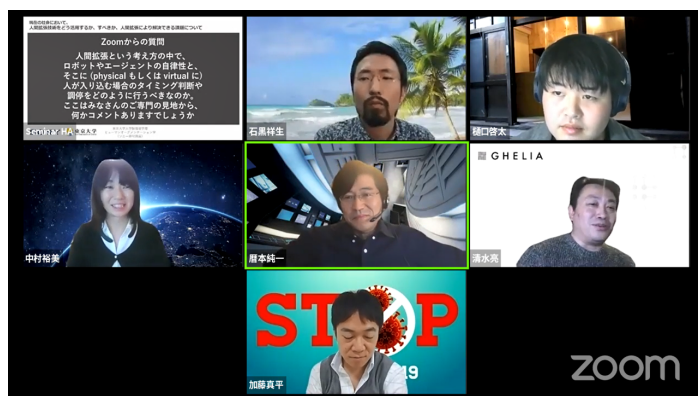 現在の社会において、
人間拡張技術をどう活用するか、すべきか、人間拡張により解決できる課題について
Zoomからの質問
人間拡張という考え方の中で、
ロボットやエージェントの自律性と、
そこに (physical もしくは virtual に)
人が入り込む場合のタイミング判断や
調停をどのように行うべきなのか。
ここはみなさんのご専門の見地から、
何かコメントありますでしょうか
Seminar HA
東京大学
石黒祥生
樋口啓太
中村裕美
暦本純一
GHELIA
清水亮
STOP
19
加藤真平
zoom